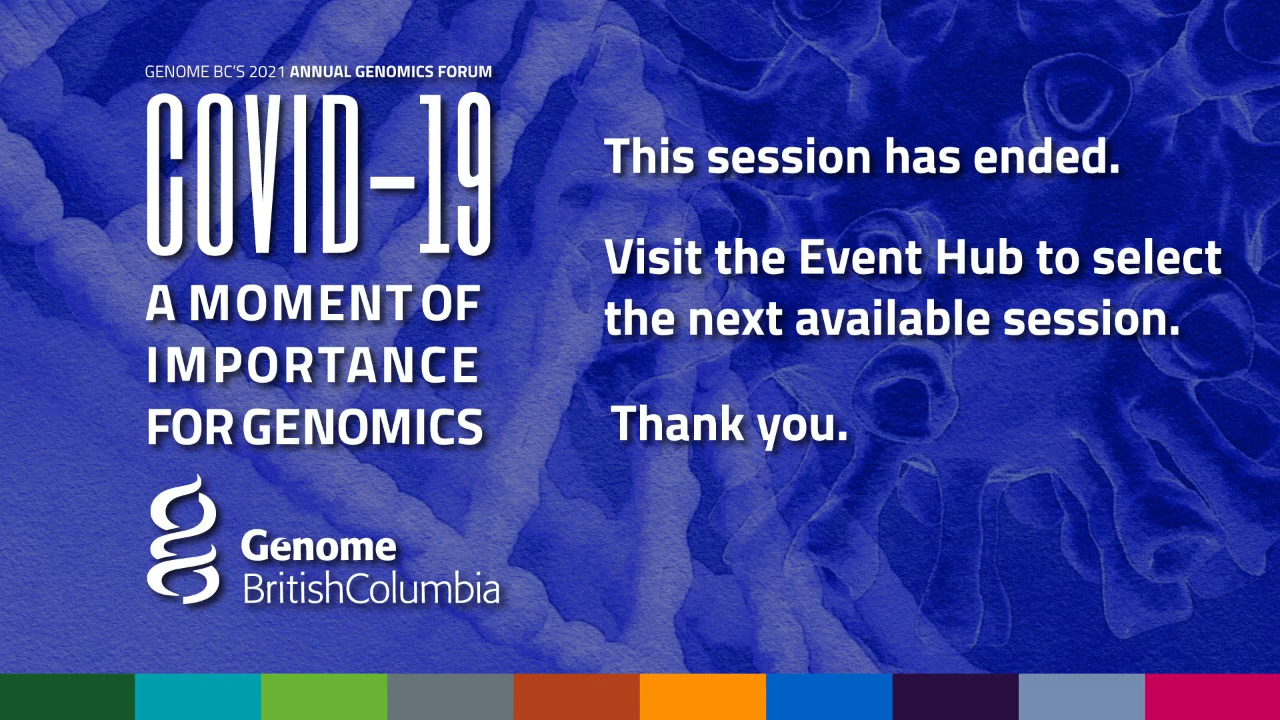 GENOME BC'S 2021 ANNUAL GENOMICS FORUM
COVID-19
A MOMENT OF
IMPORTANCE
FOR GENOMICS
Genome
BritishColumbia
This session has ended.
Visit the Event Hub to select
the next available session.
Thank you.